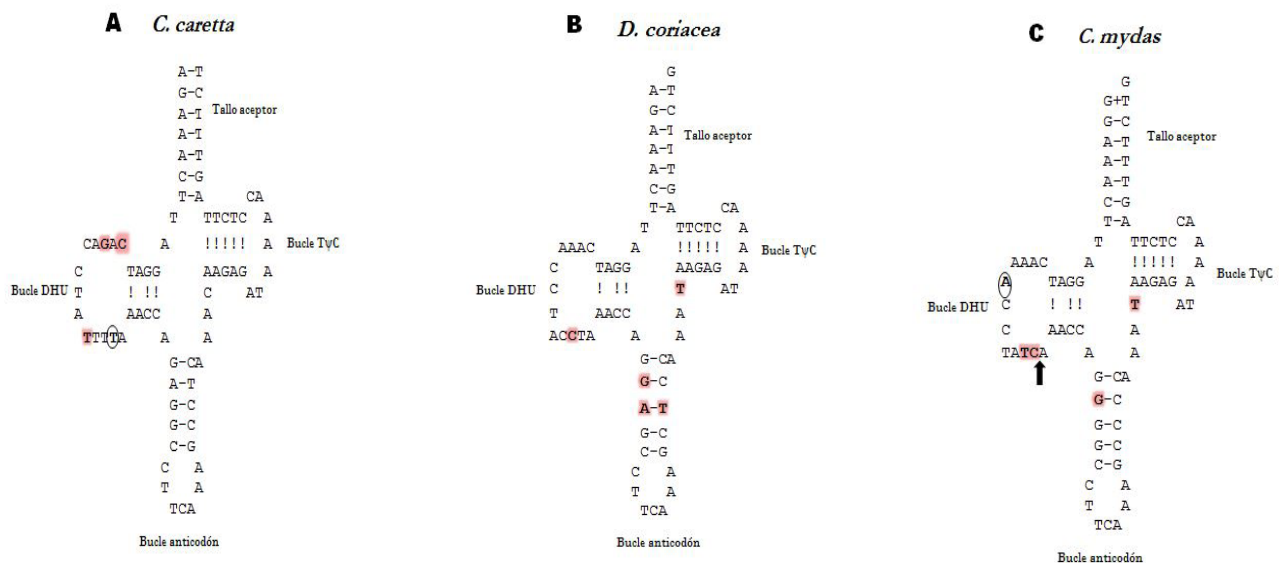 A C. caretta
A-T
G-C
A-T Tallo aceptor
A-T
A-T
C-G
T-A CA
T TTCTC A
CAGAC A !!!!! A Bucle TψC
C TAGG AAGAG A
Bucle DHU T ! !! C AT
A AACC A
TTTTA A A
G-CA
A-T
G-C
G-C
C-G
C A
T A
TCA
Bucle anticodón
B D. coriacea
G
A-T
G-C
A-T Tallo aceptor
A-T
A-T
C-G
T-A CA
T TTCTC A
AAAC A !!!!! A Bucle TψC
C TAGG AAGAG A
Bucle DHU C ! !! T AT
T AACC A
ACCTA A A
G-CA
G-C
A-T
G-C
C-G
C A
T A
TCA
Bucle anticodón
C C. mydas
G
G+T
G-C
A-T Tallo aceptor
A-T
A-T
C-G
T-A CA
T TTCTC A
AAAC A !!!!! A
A TAGG AAGAG A Bucle TψC
Bucle DHU C ! !! T AT
C AACC A
TATCA A A
G-CA
G-C
G-C
G-C
C-G
C A
T A
TCA
Bucle anticodón